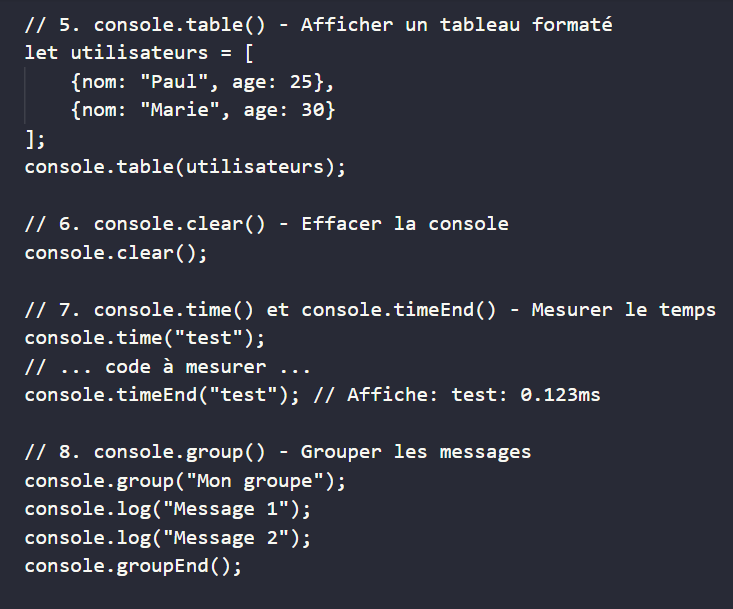 // 5. console.table() - Afficher un tableau formaté
let utilisateurs = [
    {nom: "Paul", age: 25},
    {nom: "Marie", age: 30}
];
console.table(utilisateurs);

// 6. console.clear() - Effacer la console
console.clear();

// 7. console.time() et console.timeEnd() - Mesurer le temps
console.time("test");
// ... code à mesurer ...
console.timeEnd("test"); // Affiche: test: 0.123ms

// 8. console.group() - Grouper les messages
console.group("Mon groupe");
console.log("Message 1");
console.log("Message 2");
console.groupEnd();